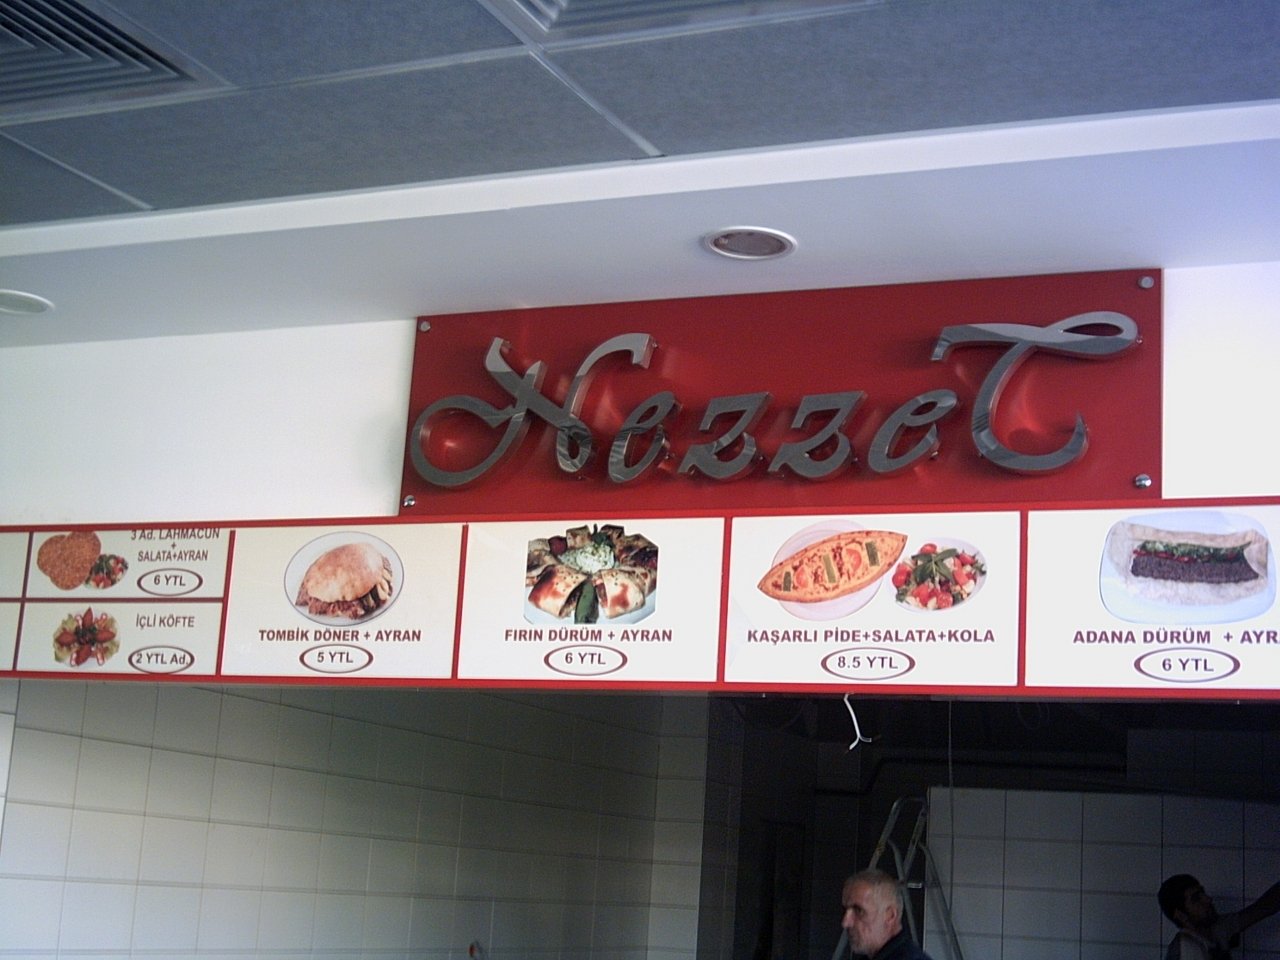 NezzeT
3 Ad. LAHMACUN
+
SALATA+AYRAN
6 YTL
İÇLİ KÖFTE
2 YTL Ad.
TOMBİK DÖNER + AYRAN
5 YTL
FIRIN DÜRÜM + AYRAN
6 YTL
KAŞARLI PİDE+SALATA+KOLA
8.5 YTL
ADANA DÜRÜM + AYR
6 YTL